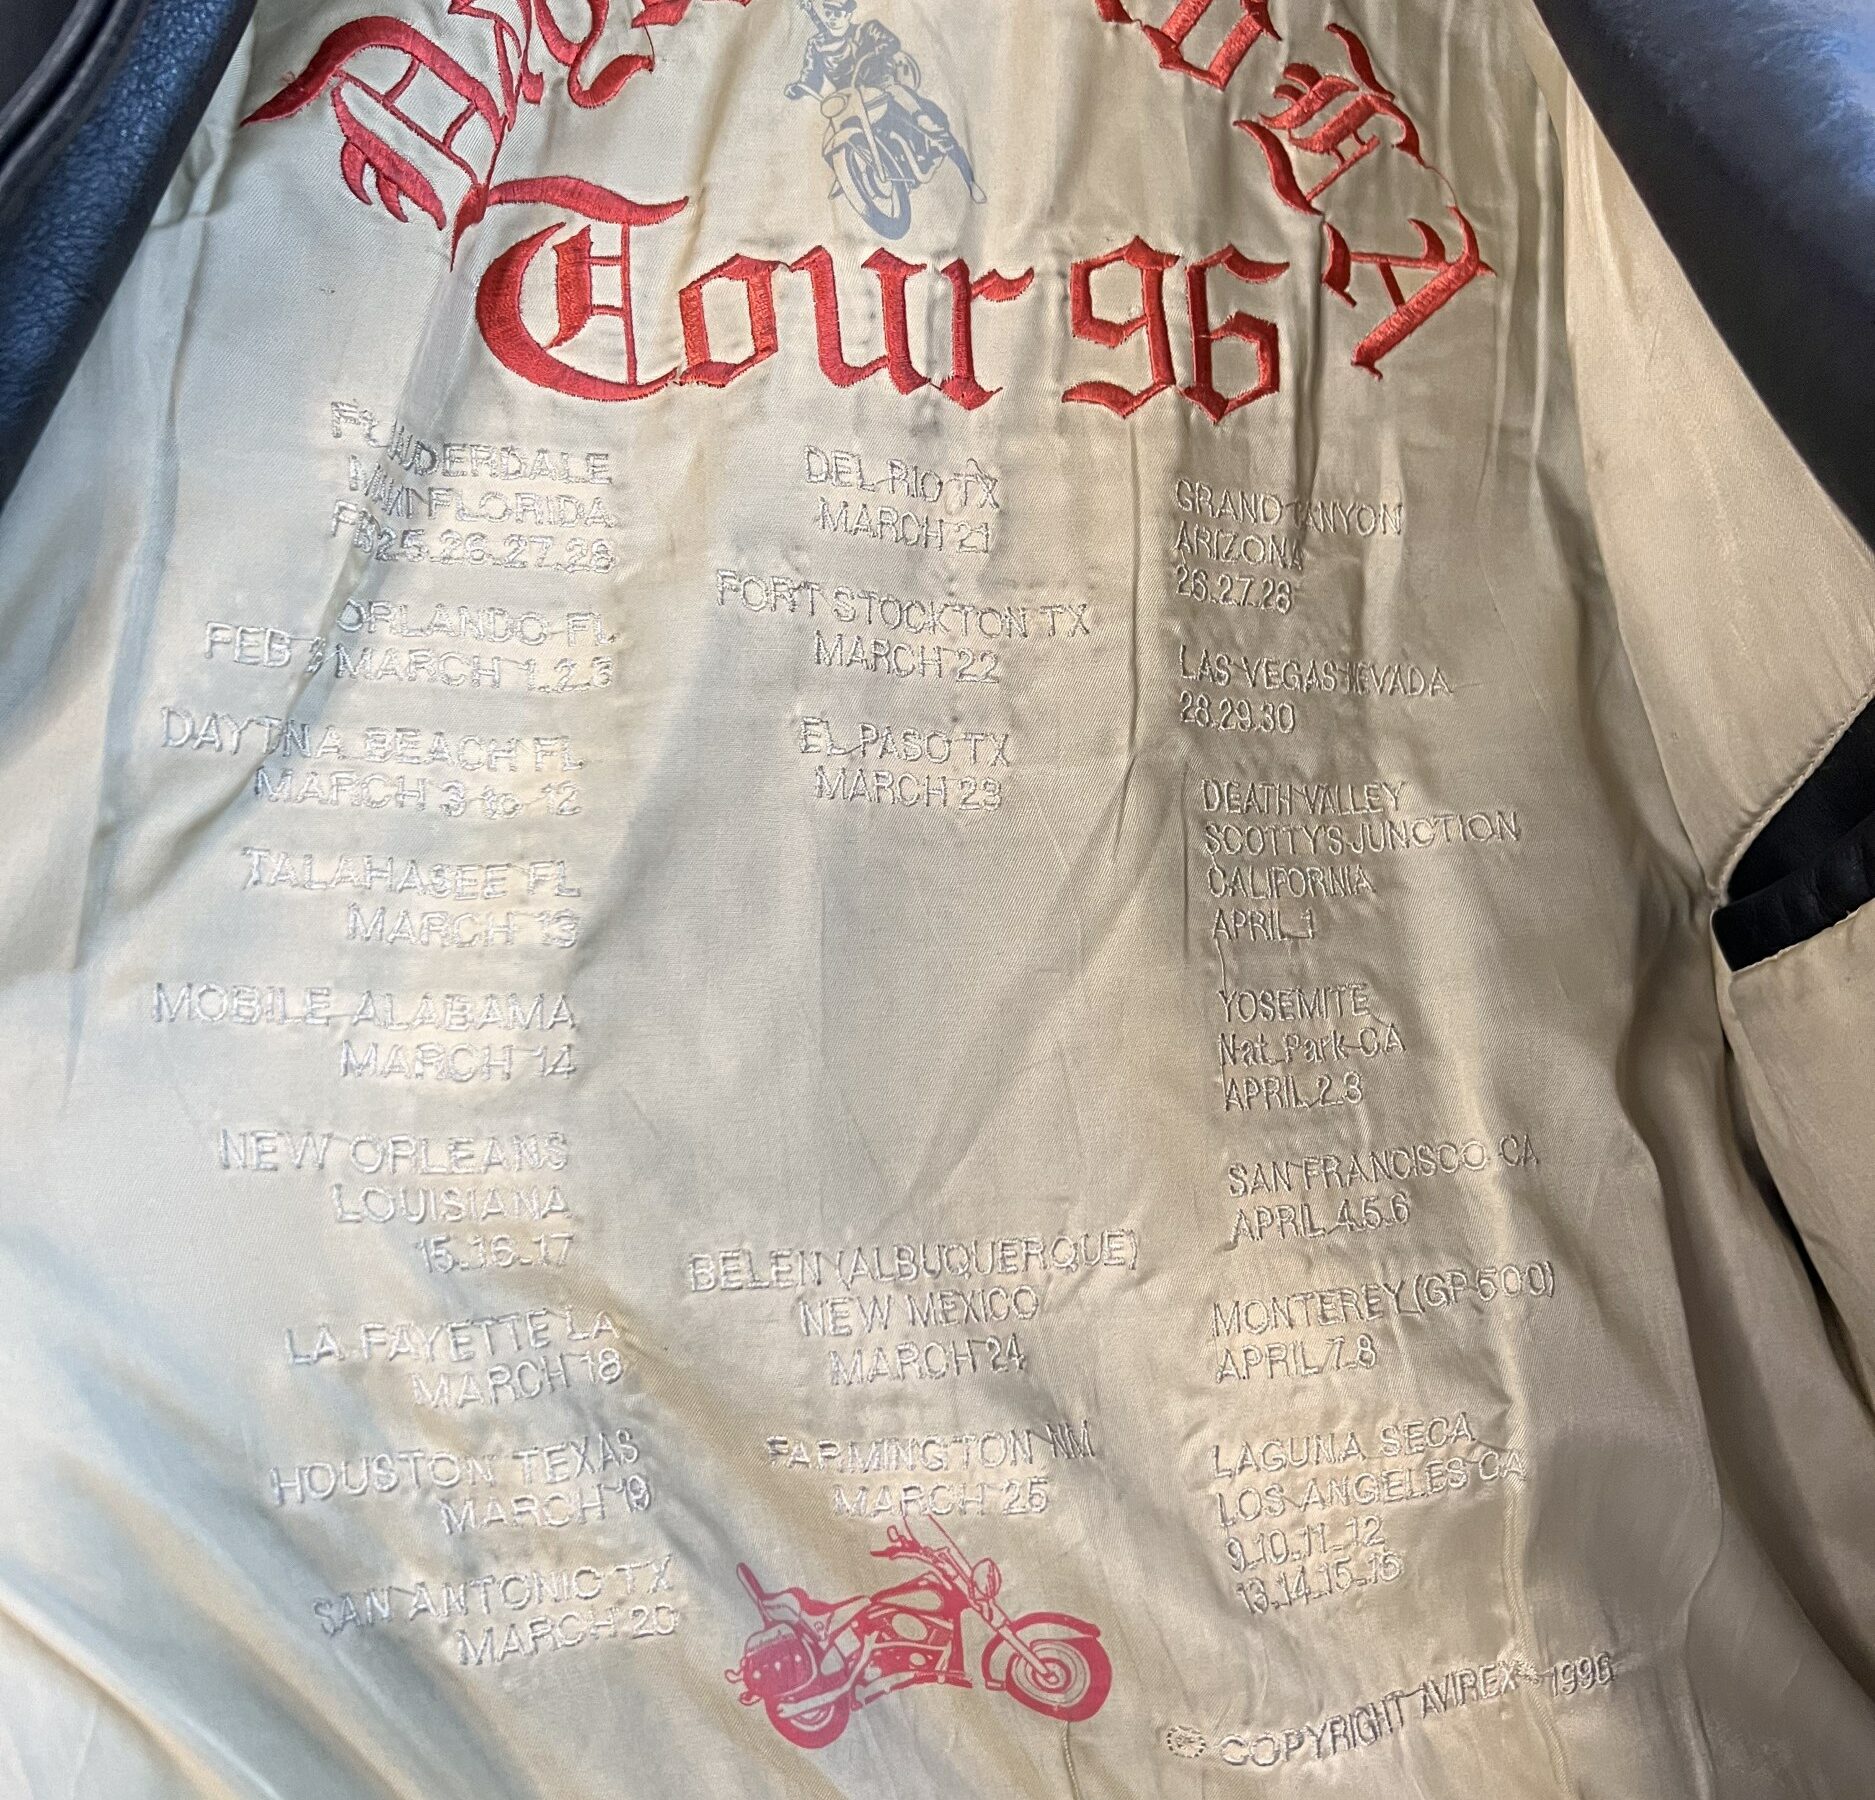 USA
Tour 96
Ft LAUDERDALE
MIAMI FLORIDA
FB25.26.27.28
ORLANDO FL
FEB MARCH 1.2.3
DAYTNA BEACH FL
MARCH 3 to 12
TALAHASEE FL
MARCH 13
MOBILE ALABAMA
MARCH 14
NEW ORLEANS
LOUISIANA
15.16.17
LA FAYETTE LA
MARCH 18
HOUSTON TEXAS
MARCH 19
SAN ANTONIO TX
MARCH 20
DEL RIO TX
MARCH 21
FORT STOCKTON TX
MARCH 22
EL PASO TX
MARCH 23
BELEN (ALBUQUERQUE)
NEW MEXICO
MARCH 24
FARMINGTON NM
MARCH 25
GRAND CANYON
ARIZONA
26.27.28
LAS VEGAS NEVADA
28.29.30
DEATH VALLEY
SCOTTY'S JUNCTION
CALIFORNIA
APRIL 1
YOSEMITE
Nat Park CA
APRIL 2.3
SAN FRANCISCO CA
APRIL 4.5.6
MONTEREY (GP 500)
APRIL 7.8
LAGUNA SECA
LOS ANGELES CA
9.10.11.12
13.14.15.16
© COPYRIGHT AVIREX 1996